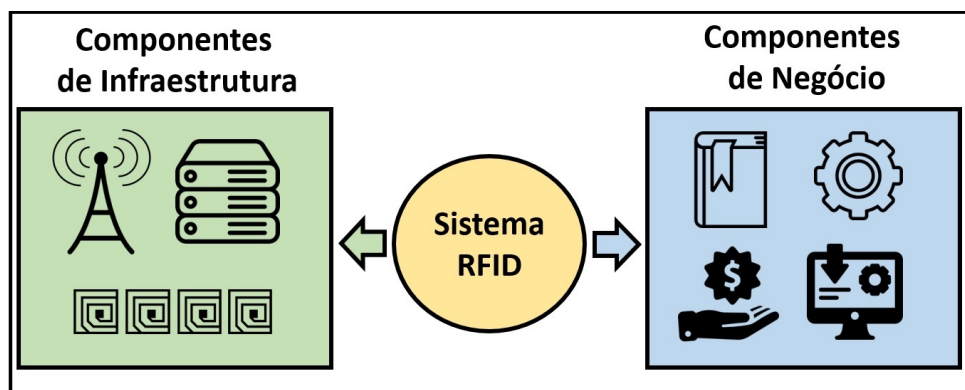 Componentes
de Infraestrutura
Componentes
de Negócio
Sistema
RFID
$